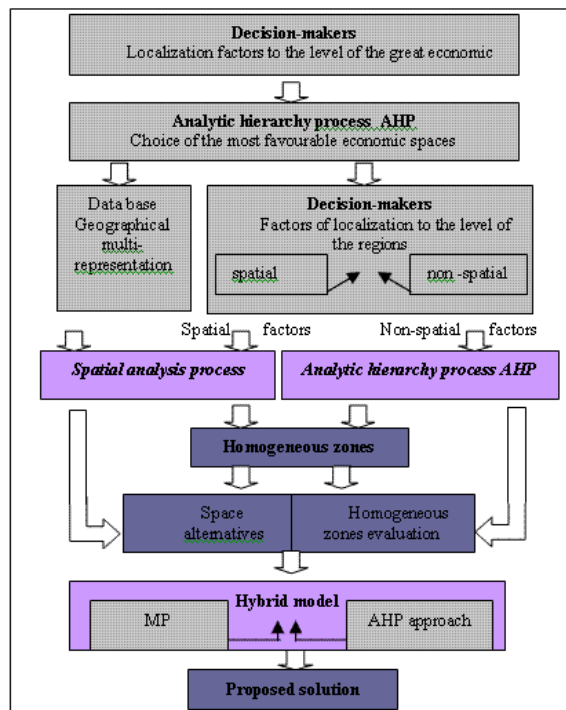 Decision-makers
Localization factors to the level of the great economic
Analytic hierarchy process AHP
Choice of the most favourable economic spaces
Data base
Geographical
multi-
representation
Decision-makers
Factors of localization to the level of
the regions
spatial
non -spatial
Spatial factors
Non-spatial factors
Spatial analysis process
Analytic hierarchy process AHP
Homogeneous zones
Space
alternatives
Homogeneous
zones evaluation
Hybrid model
MP
AHP approach
Proposed solution